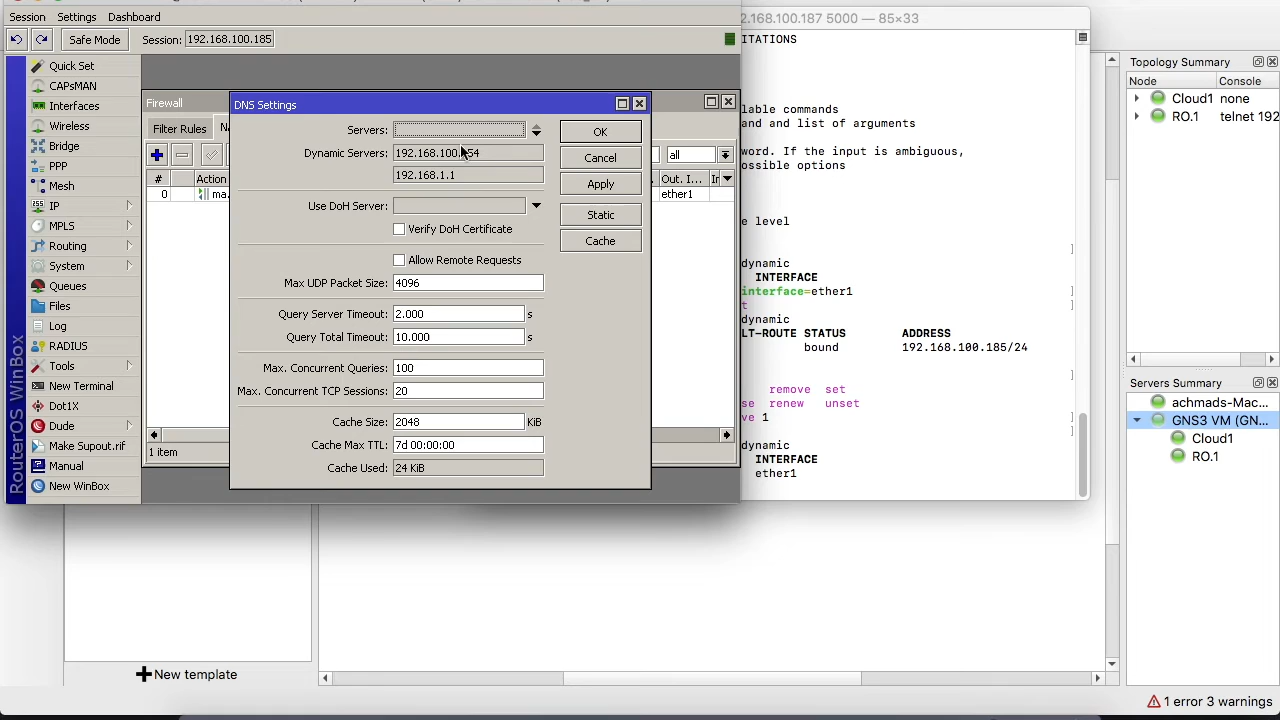 Session Settings Dashboard
Safe Mode Session: 192.168.100.185
Quick Set
CAPsMAN
Interfaces
Wireless
Bridge
PPP
Mesh
IP
MPLS
Routing
System
Queues
Files
Log
RADIUS
Tools
New Terminal
Dot1X
Dude
Make Supout.rif
Manual
New WinBox
RouterOS WinBox
Firewall
Filter Rules
all
# Action Out. I...
0 ma... ether1
1 item
DNS Settings
Servers:
Dynamic Servers: 192.168.100.
192.168.1.1
Use DoH Server:
Verify DoH Certificate
Allow Remote Requests
Max UDP Packet Size: 4096
Query Server Timeout: 2.000 s
Query Total Timeout: 10.000 s
Max. Concurrent Queries: 100
Max. Concurrent TCP Sessions: 20
Cache Size: 2048 KiB
Cache Max TTL: 7d 00:00:00
Cache Used: 24 KiB
OK
Cancel
Apply
Static
Cache
2.168.100.187 5000 — 85×33
ITATIONS
lable commands
and and list of arguments
word. If the input is ambiguous,
ossible options
e level
]
dynamic
INTERFACE
interface=ether1 ]
t ]
dynamic
LT-ROUTE STATUS ADDRESS
bound 192.168.100.185/24
]
remove set
se renew unset
ve 1 ]
]
dynamic
INTERFACE
ether1
New template
Topology Summary
Node Console
Cloud1 none
RO.1 telnet 192
Servers Summary
achmads-Mac...
GNS3 VM (GN...
Cloud1
RO.1
1 error 3 warnings